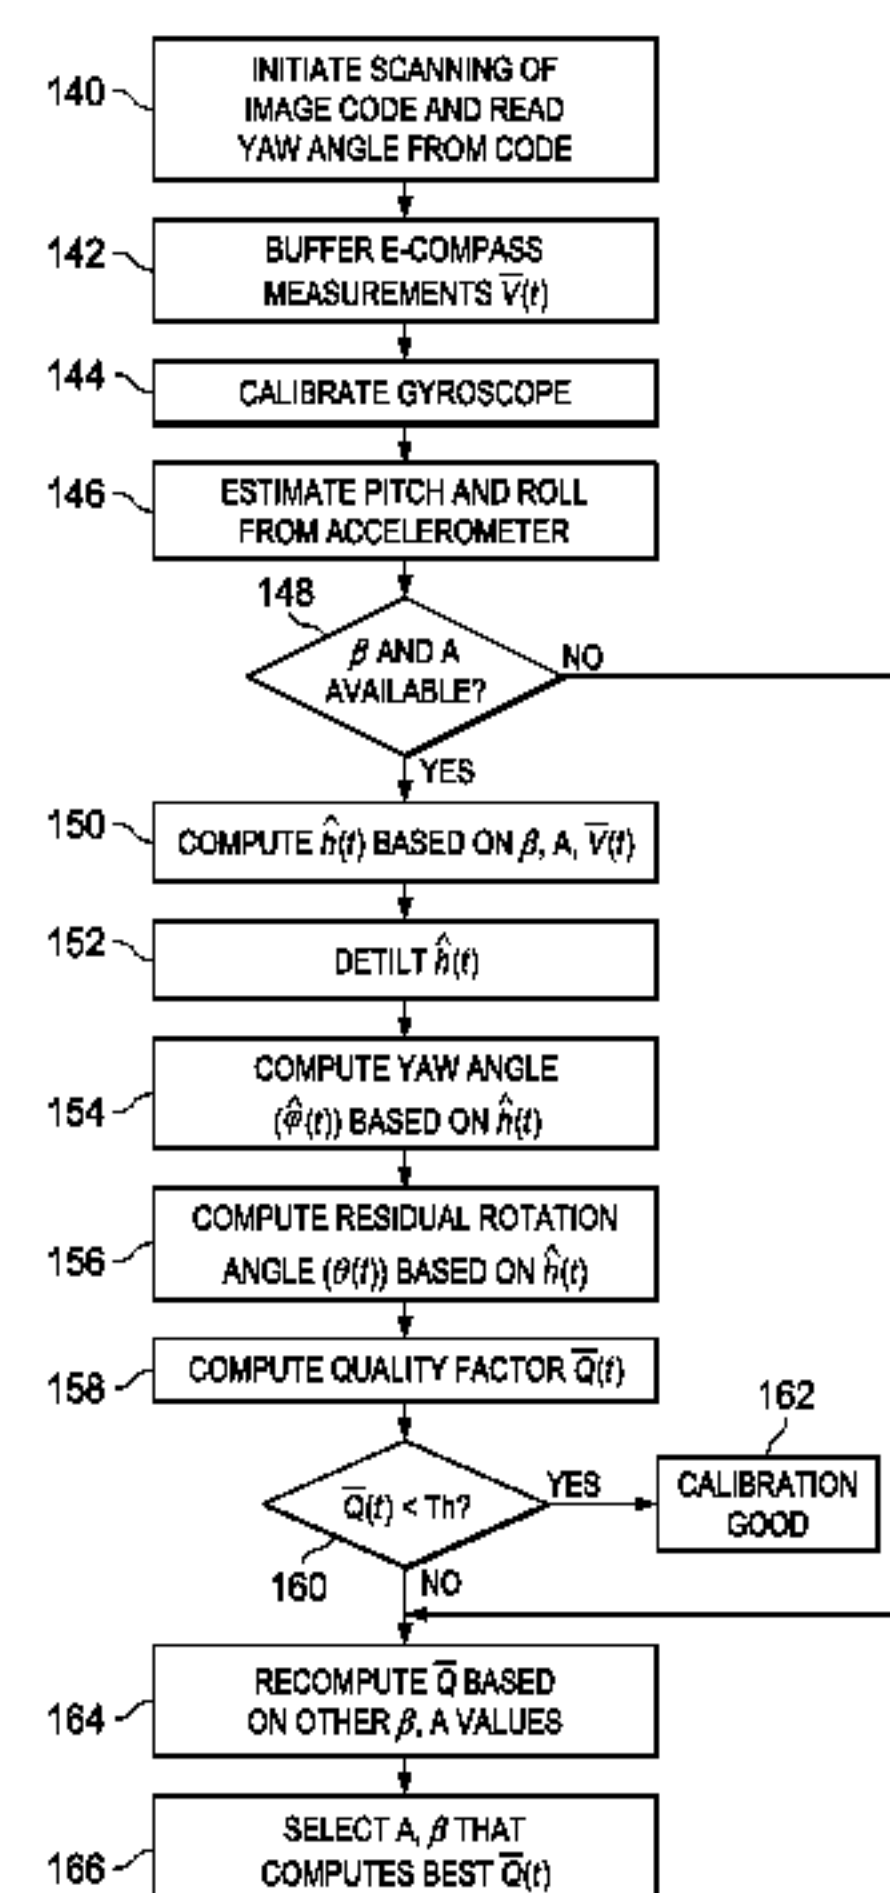 140
INITIATE SCANNING OF
IMAGE CODE AND READ
YAW ANGLE FROM CODE
142
BUFFER E-COMPASS
MEASUREMENTS V̅(t)
144
CALIBRATE GYROSCOPE
146
ESTIMATE PITCH AND ROLL
FROM ACCELEROMETER
148
β AND A
AVAILABLE?
NO
YES
150
COMPUTE ĥ(t) BASED ON β, A, V̅(t)
152
DETILT ĥ(t)
154
COMPUTE YAW ANGLE
(φ̂(t)) BASED ON ĥ(t)
156
COMPUTE RESIDUAL ROTATION
ANGLE (θ(t)) BASED ON ĥ(t)
158
COMPUTE QUALITY FACTOR Q̅(t)
160
Q̅(t) < Th?
YES
162
CALIBRATION
GOOD
NO
164
RECOMPUTE Q̅ BASED
ON OTHER β, A VALUES
166
SELECT A, β THAT
COMPUTES BEST Q̅(t)